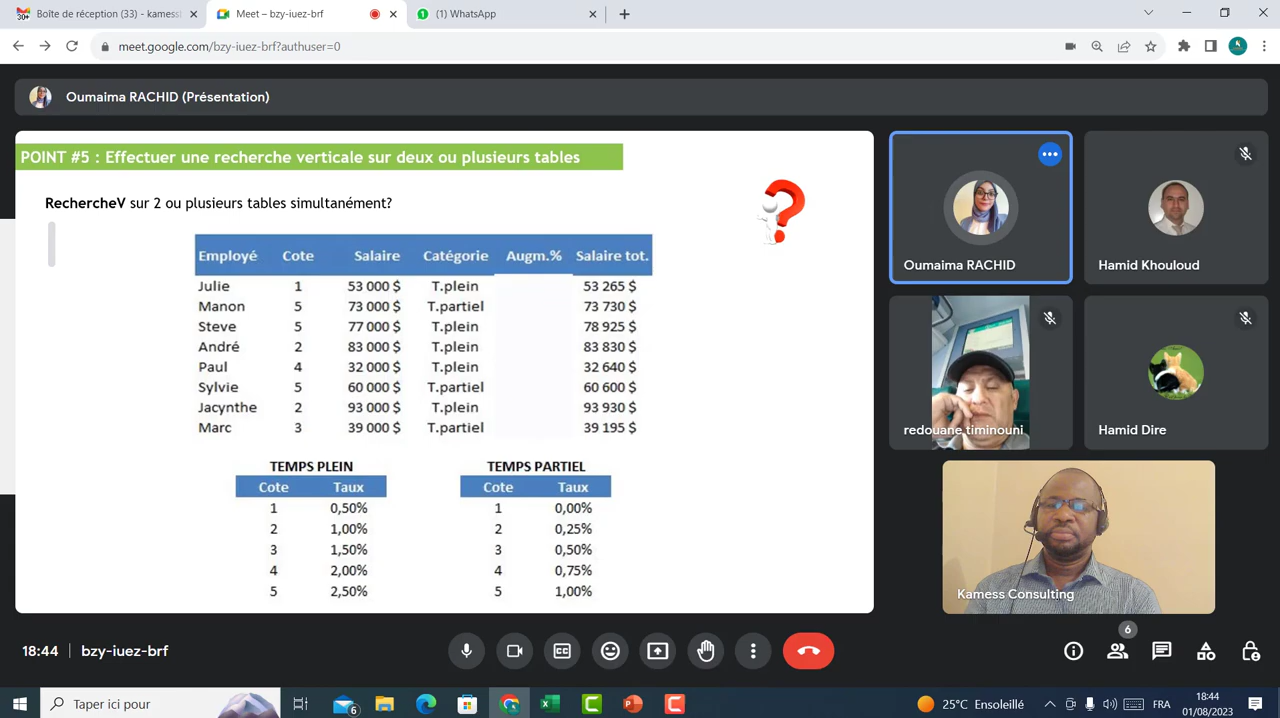 Boîte de réception (33) - kamess
Meet – bzy-iuez-brf
(1) WhatsApp
meet.google.com/bzy-iuez-brf?authuser=0
Oumaima RACHID (Présentation)
POINT #5 : Effectuer une recherche verticale sur deux ou plusieurs tables
RechercheV sur 2 ou plusieurs tables simultanément?
Employé Cote Salaire Catégorie Augm.% Salaire tot.
Julie 1 53 000 $ T.plein 53 265 $
Manon 5 73 000 $ T.partiel 73 730 $
Steve 5 77 000 $ T.plein 78 925 $
André 2 83 000 $ T.plein 83 830 $
Paul 4 32 000 $ T.plein 32 640 $
Sylvie 5 60 000 $ T.partiel 60 600 $
Jacynthe 2 93 000 $ T.plein 93 930 $
Marc 3 39 000 $ T.partiel 39 195 $
TEMPS PLEIN
Cote Taux
1 0,50%
2 1,00%
3 1,50%
4 2,00%
5 2,50%
TEMPS PARTIEL
Cote Taux
1 0,00%
2 0,25%
3 0,50%
4 0,75%
5 1,00%
Oumaima RACHID
Hamid Khouloud
redouane timinouni
Hamid Dire
Kamess Consulting
18:44 | bzy-iuez-brf
6
Taper ici pour
6
25°C Ensoleillé
FRA
18:44
01/08/2023